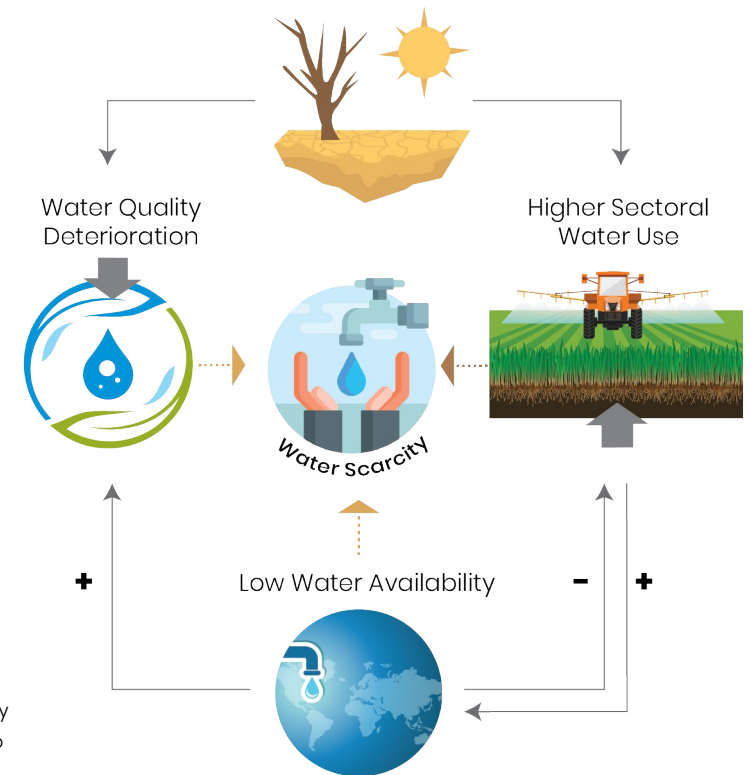 Water Quality
Deterioration
Higher Sectoral
Water Use
Water Scarcity
+
Low Water Availability
-
+